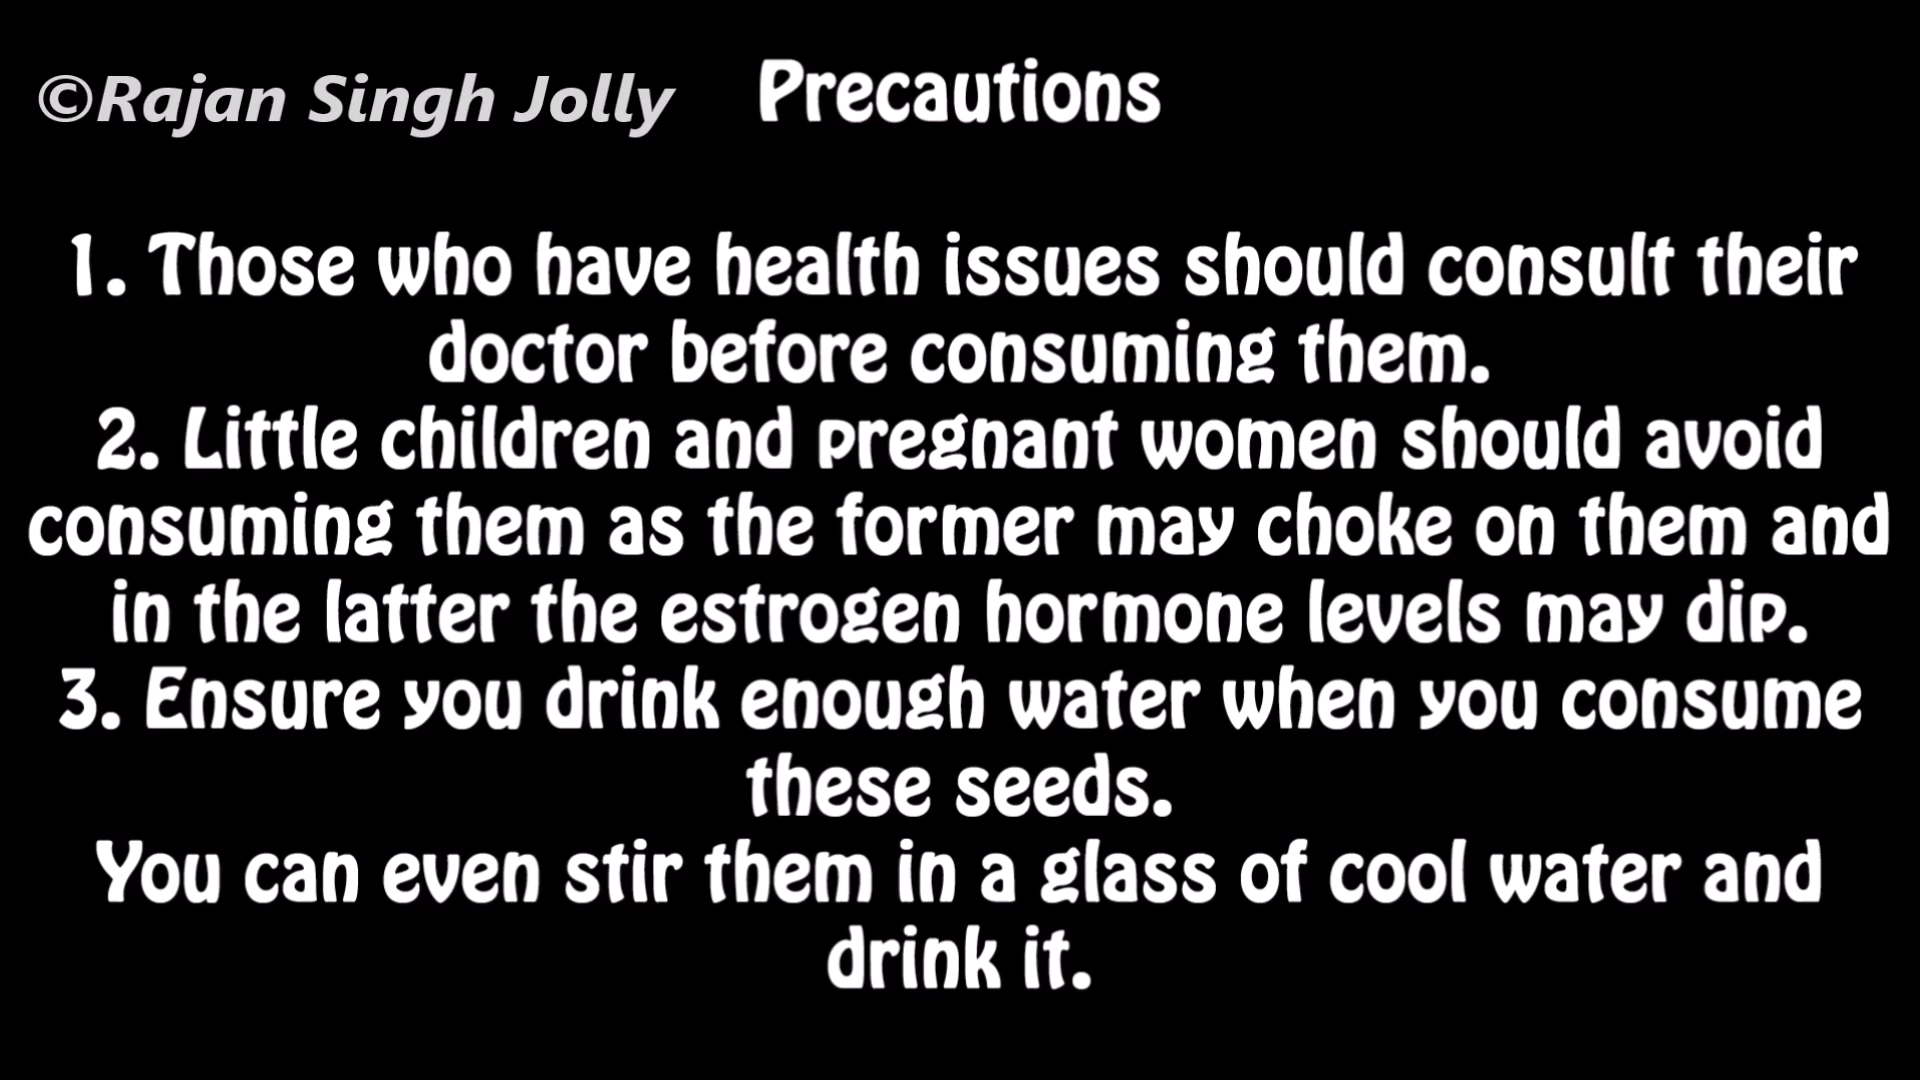 ©Rajan Singh Jolly
Precautions
1. Those who have health issues should consult their
doctor before consuming them.
2. Little children and pregnant women should avoid
consuming them as the former may choke on them and
in the latter the estrogen hormone levels may dip.
3. Ensure you drink enough water when you consume
these seeds.
You can even stir them in a glass of cool water and
drink it.